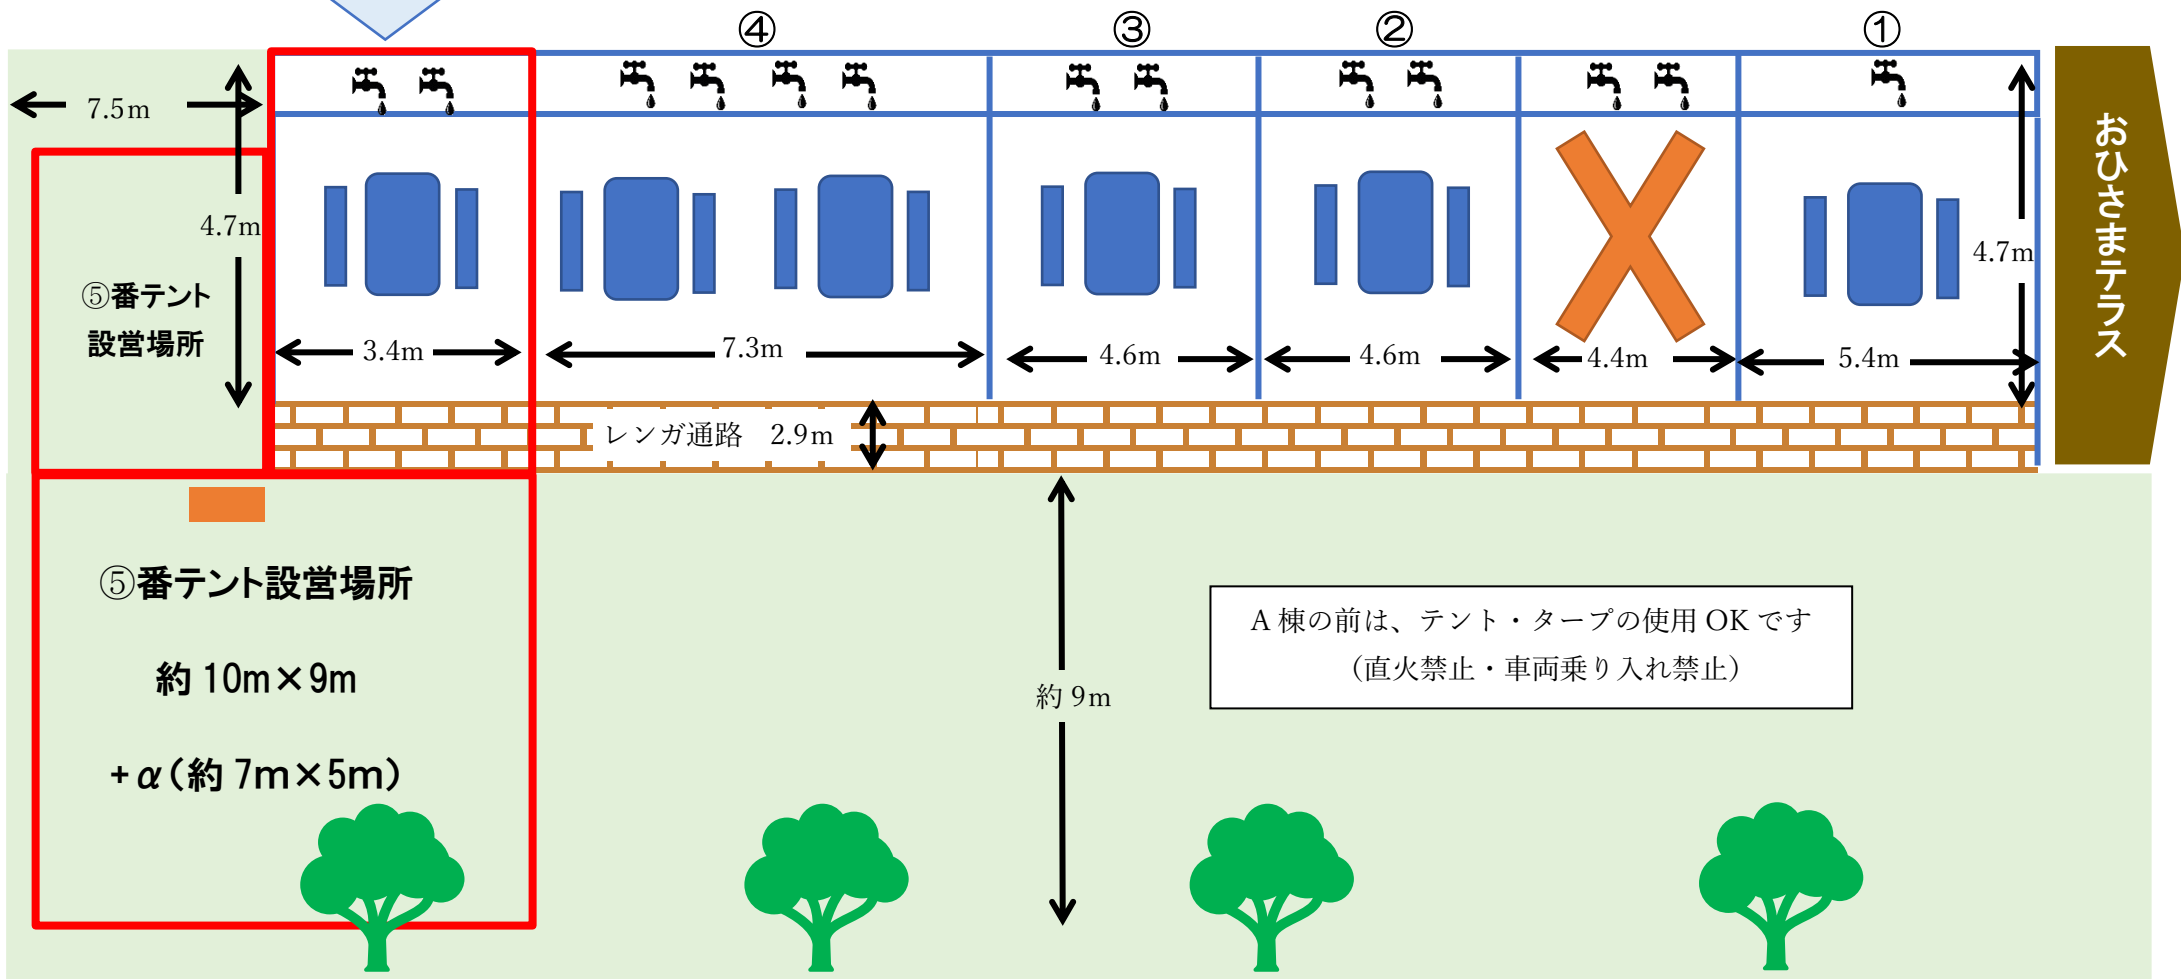 ④
③
②
①
7.5m
4.7m
⑤番テント
設営場所
3.4m
7.3m
4.6m
4.6m
4.4m
5.4m
4.7m
おひさまテラス
レンガ通路　2.9m
⑤番テント設営場所
約 10m×9m
+α(約 7m×5m)
約 9m
A 棟の前は、テント・タープの使用 OK です
（直火禁止・車両乗り入れ禁止）